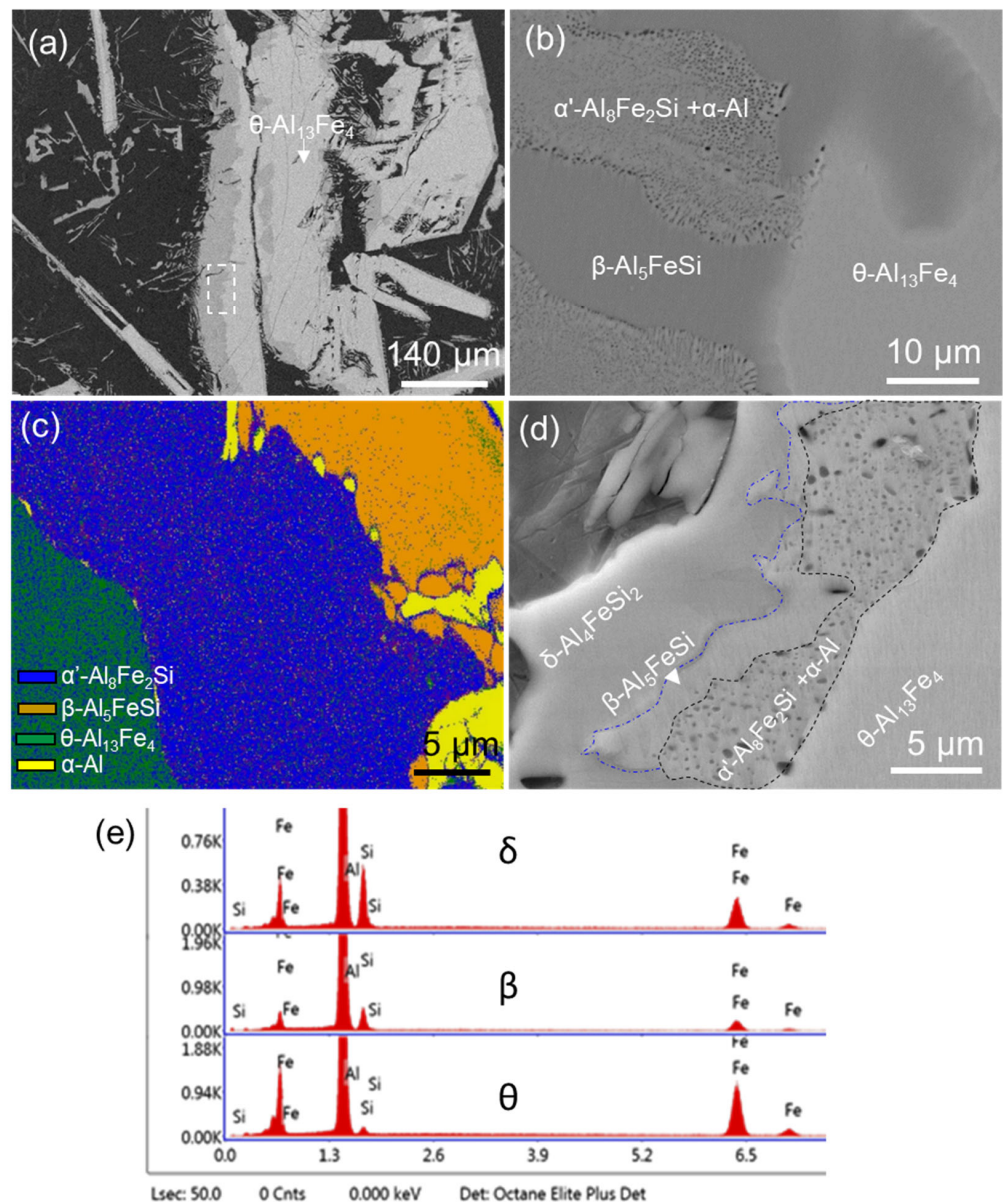 (a)
θ-Al₁₃Fe₄
140 μm
(b)
α'-Al₈Fe₂Si +α-Al
β-Al₅FeSi
θ-Al₁₃Fe₄
10 μm
(c)
α'-Al₈Fe₂Si
β-Al₅FeSi
θ-Al₁₃Fe₄
α-Al
5 μm
(d)
δ-Al₄FeSi₂
β-Al₅FeSi
α'-Al₈Fe₂Si +α-Al
θ-Al₁₃Fe₄
5 μm
(e)
0.76K
0.38K
0.00K
Si
Fe
Fe
Fe
Al
Si
Si
δ
Fe
Fe
Fe
1.96K
0.98K
0.00K
Si
Fe
Fe
Al
Si
Si
β
Fe
Fe
Fe
1.88K
0.94K
0.00K
Si
Fe
Fe
Al
Si
Si
θ
Fe
Fe
Fe
0.0 1.3 2.6 3.9 5.2 6.5
Lsec: 50.0 0 Cnts 0.000 keV Det: Octane Elite Plus Det